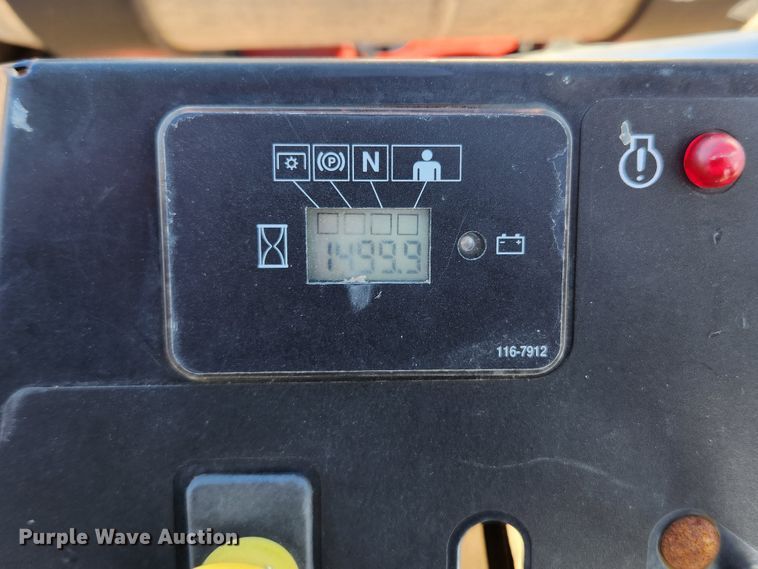 (P) N
1499.9
116-7912
Purple Wave Auction